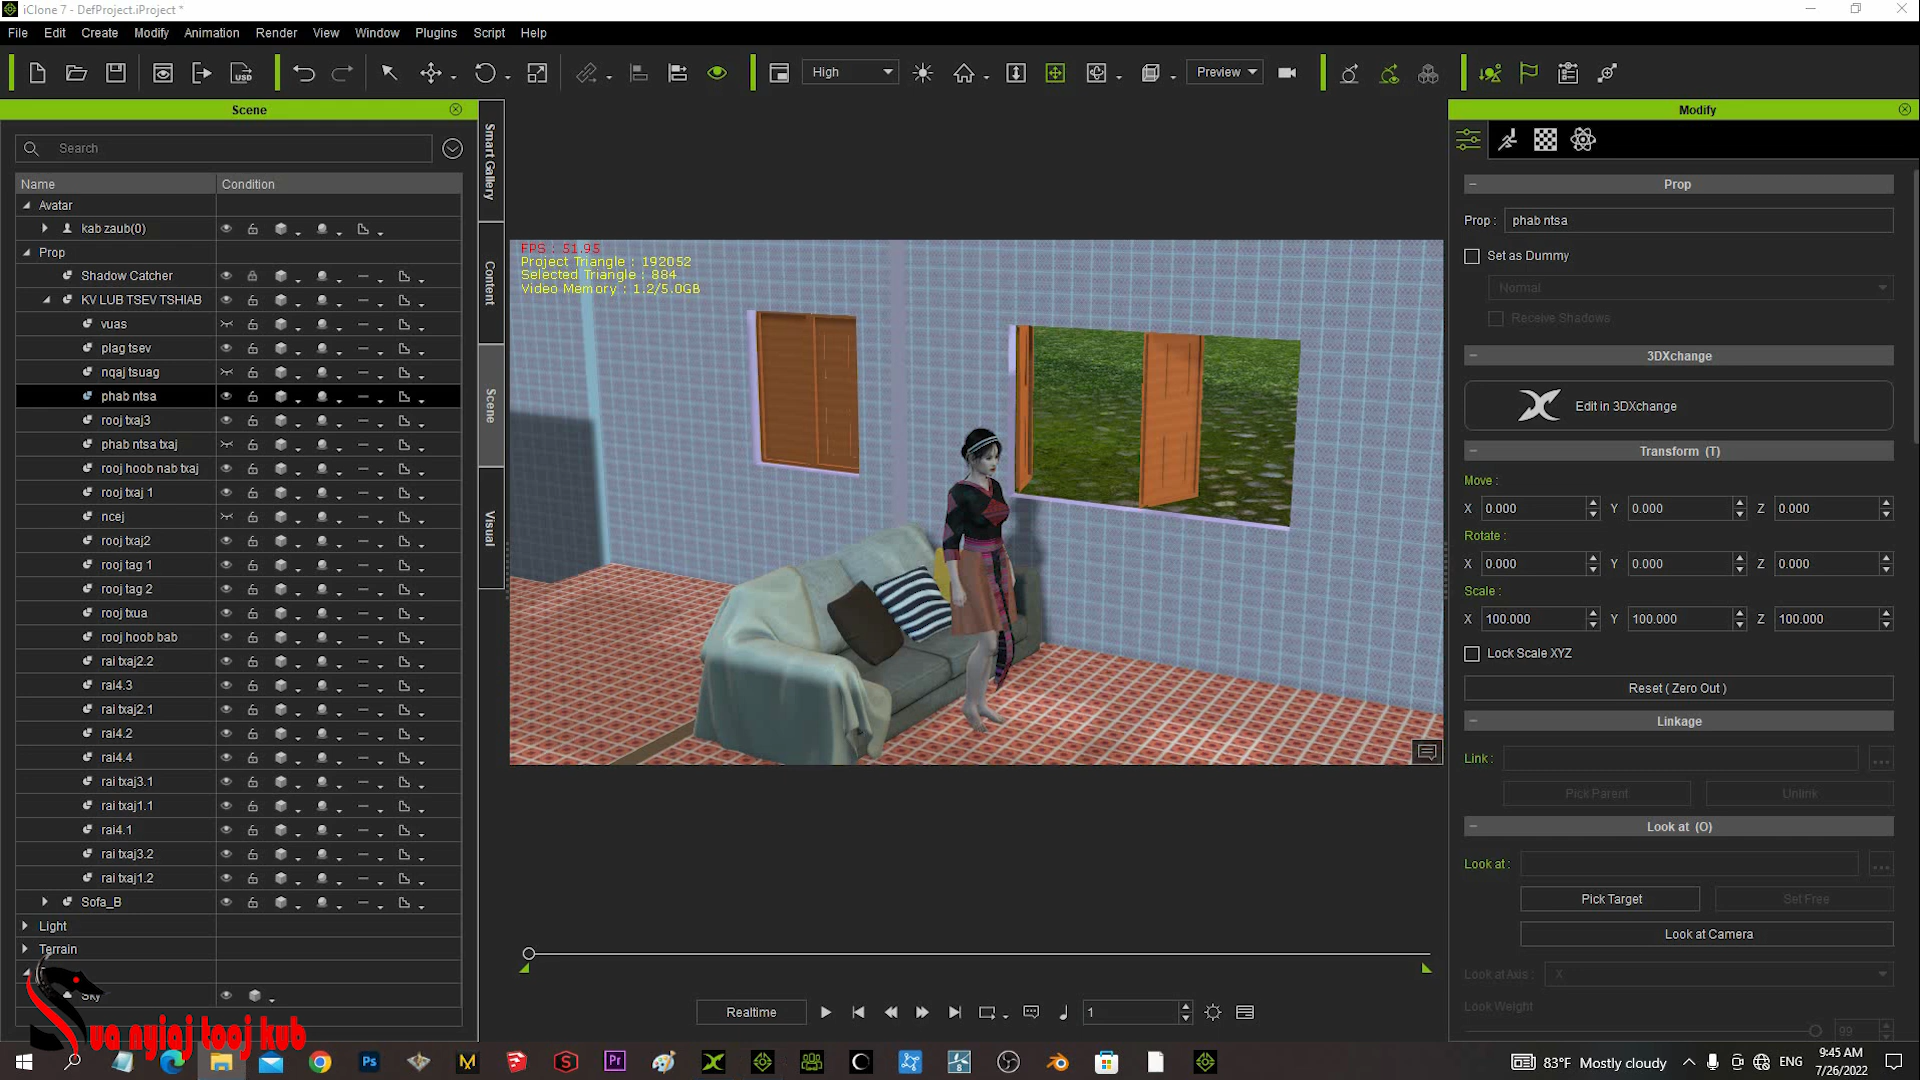 iClone 7 - DefProject.iProject *
File Edit Create Modify Animation Render View Window Plugins Script Help
USD High Preview
Scene
Search
Name Condition
Avatar
kab zaub(0)
Prop
Shadow Catcher
KV LUB TSEV TSHIAB
vuas
plag tsev
nqaj tsuag
phab ntsa
rooj txaj3
phab ntsa txaj
rooj hoob nab txaj
rooj txaj 1
ncej
rooj txaj2
rooj tag 1
rooj tag 2
rooj txua
rooj hoob bab
rai txaj2.2
rai4.3
rai txaj2.1
rai4.2
rai4.4
rai txaj3.1
rai txaj1.1
rai4.1
rai txaj3.2
rai txaj1.2
Sofa_B
Light
Terrain
Sky
Smart Gallery
Content
Scene
Visual
FPS : 51.95
Project Triangle : 192052
Selected Triangle : 884
Video Memory : 1.2/5.0GB
Realtime 1
Modify
Prop
Prop : phab ntsa
Set as Dummy
Normal
Receive Shadows
3DXchange
Edit in 3DXchange
Transform (T)
Move :
X 0.000 Y 0.000 Z 0.000
Rotate :
X 0.000 Y 0.000 Z 0.000
Scale :
X 100.000 Y 100.000 Z 100.000
Lock Scale XYZ
Reset ( Zero Out )
Linkage
Link : ...
Pick Parent Unlink
Look at (O)
Look at : ...
Pick Target Set Free
Look at Camera
Look at Axis : X
Look Weight
99
ua nyiaj tooj kub
Ps M S Pr C 8
83°F Mostly cloudy ENG
9:45 AM
7/26/2022